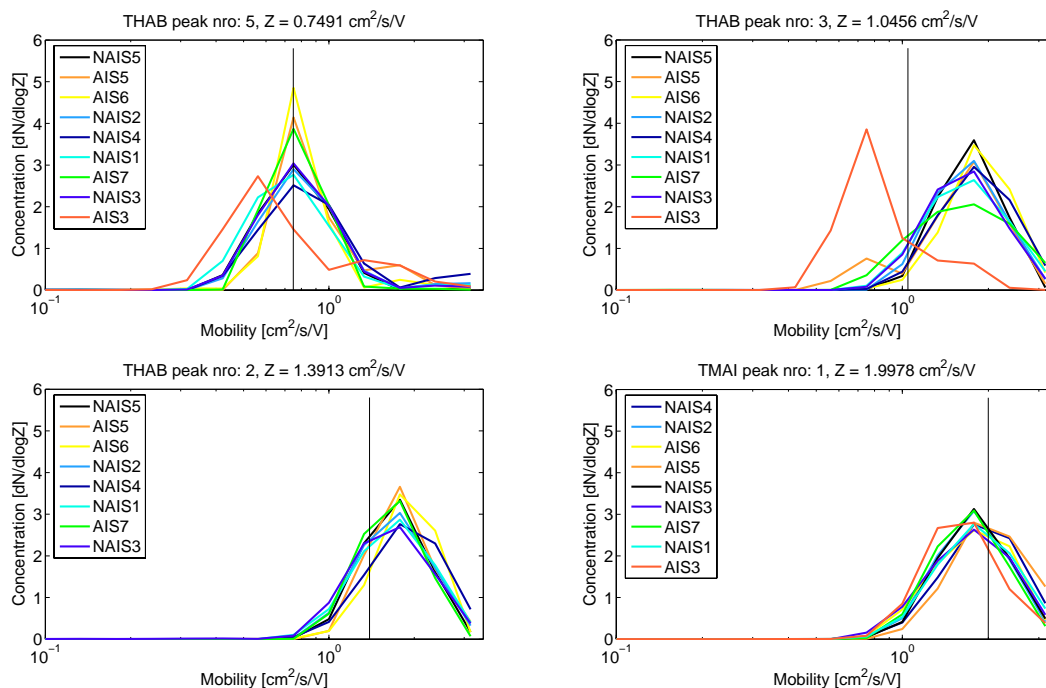 THAB peak nro: 5, Z = 0.7491 cm²/s/V
Concentration [dN/dlogZ]
6
5
4
3
2
1
0
NAIS5
AIS5
AIS6
NAIS2
NAIS4
NAIS1
AIS7
NAIS3
AIS3
10⁻¹ 10⁰
Mobility [cm²/s/V]
THAB peak nro: 3, Z = 1.0456 cm²/s/V
Concentration [dN/dlogZ]
6
5
4
3
2
1
0
NAIS5
AIS5
AIS6
NAIS2
NAIS4
NAIS1
AIS7
NAIS3
AIS3
10⁻¹ 10⁰
Mobility [cm²/s/V]
THAB peak nro: 2, Z = 1.3913 cm²/s/V
Concentration [dN/dlogZ]
6
5
4
3
2
1
0
NAIS5
AIS5
AIS6
NAIS2
NAIS4
NAIS1
AIS7
NAIS3
10⁻¹ 10⁰
Mobility [cm²/s/V]
TMAI peak nro: 1, Z = 1.9978 cm²/s/V
Concentration [dN/dlogZ]
6
5
4
3
2
1
0
NAIS4
NAIS2
AIS6
AIS5
NAIS5
NAIS3
AIS7
NAIS1
AIS3
10⁻¹ 10⁰
Mobility [cm²/s/V]